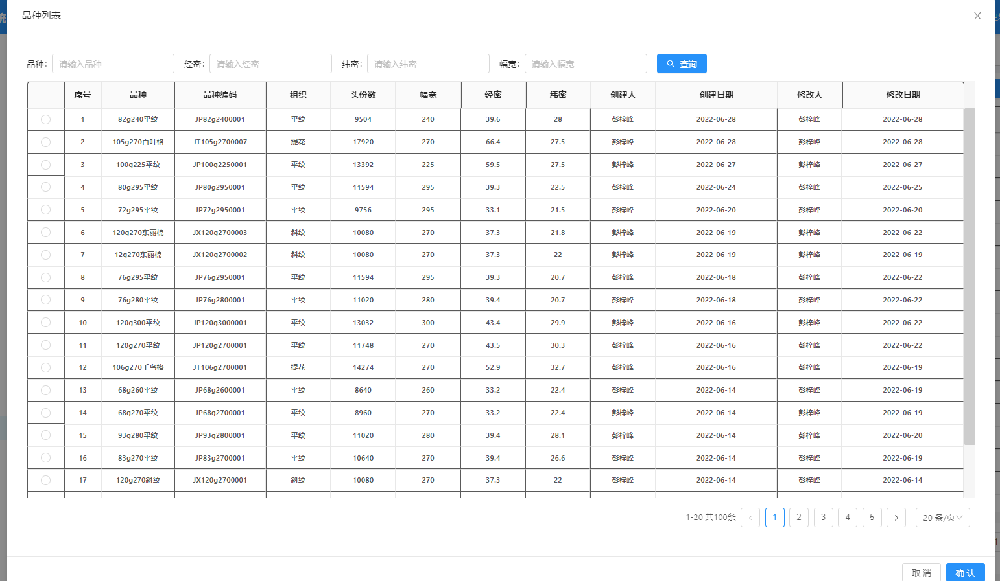 品种列表
品种: 请输入品种 经密: 请输入经密 纬密: 请输入纬密 幅宽: 请输入幅宽 查询
序号 品种 品种编码 组织 头份数 幅宽 经密 纬密 创建人 创建日期 修改人 修改日期
1 82g240平纹 JP82g2400001 平纹 9504 240 39.6 28 彭梓峰 2022-06-28 彭梓峰 2022-06-28
2 105g270百叶格 JT105g2700007 提花 17920 270 66.4 27.5 彭梓峰 2022-06-28 彭梓峰 2022-06-28
3 100g225平纹 JP100g2250001 平纹 13392 225 59.5 27.5 彭梓峰 2022-06-27 彭梓峰 2022-06-27
4 80g295平纹 JP80g2950001 平纹 11594 295 39.3 22.5 彭梓峰 2022-06-24 彭梓峰 2022-06-25
5 72g295平纹 JP72g2950001 平纹 9756 295 33.1 21.5 彭梓峰 2022-06-20 彭梓峰 2022-06-20
6 120g270东丽棉 JX120g2700003 斜纹 10080 270 37.3 21.8 彭梓峰 2022-06-19 彭梓峰 2022-06-22
7 12g270东丽棉 JX120g2700002 斜纹 10080 270 37.3 22 彭梓峰 2022-06-19 彭梓峰 2022-06-19
8 76g295平纹 JP76g2950001 平纹 11594 295 39.3 20.7 彭梓峰 2022-06-18 彭梓峰 2022-06-22
9 76g280平纹 JP76g2800001 平纹 11020 280 39.4 20.7 彭梓峰 2022-06-18 彭梓峰 2022-06-22
10 120g300平纹 JP120g3000001 平纹 13032 300 43.4 29.9 彭梓峰 2022-06-16 彭梓峰 2022-06-22
11 120g270平纹 JP120g2700001 平纹 11748 270 43.5 30.3 彭梓峰 2022-06-16 彭梓峰 2022-06-22
12 106g270千鸟格 JT106g2700001 提花 14274 270 52.9 32.7 彭梓峰 2022-06-16 彭梓峰 2022-06-19
13 68g260平纹 JP68g2600001 平纹 8640 260 33.2 22.4 彭梓峰 2022-06-14 彭梓峰 2022-06-19
14 68g270平纹 JP68g2700001 平纹 8960 270 33.2 22.4 彭梓峰 2022-06-14 彭梓峰 2022-06-19
15 93g280平纹 JP93g2800001 平纹 11020 280 39.4 28.1 彭梓峰 2022-06-14 彭梓峰 2022-06-20
16 83g270平纹 JP83g2700001 平纹 10640 270 39.4 26.6 彭梓峰 2022-06-14 彭梓峰 2022-06-19
17 120g270斜纹 JX120g2700001 斜纹 10080 270 37.3 22 彭梓峰 2022-06-14 彭梓峰 2022-06-14
1-20 共100条 < 1 2 3 4 5 > 20 条/页
取 消 确 认